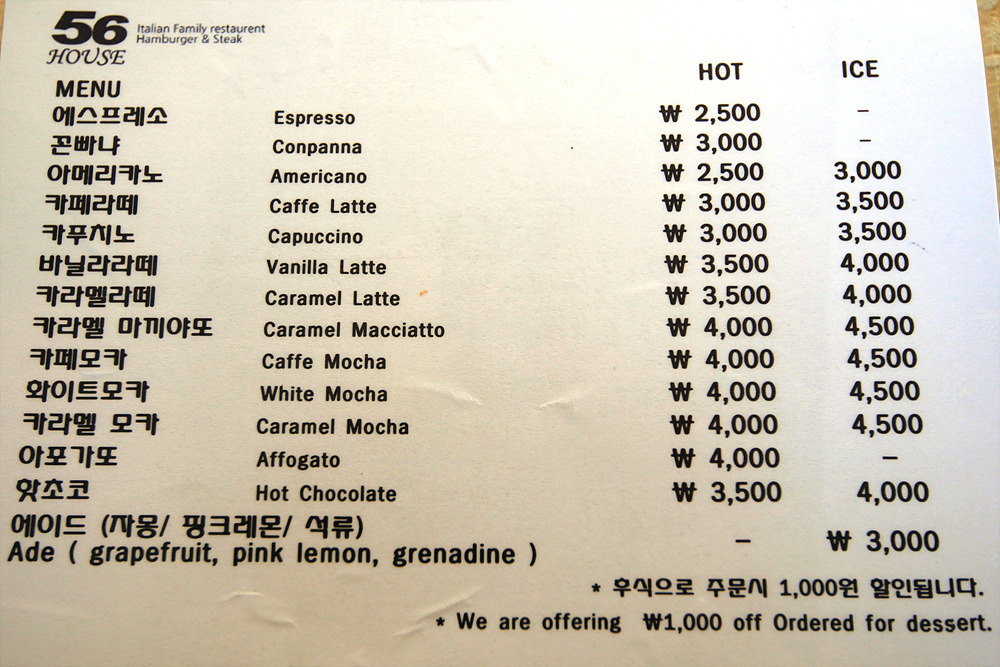 56 HOUSE
Italian Family restaurent
Hamburger & Steak
HOT ICE
MENU
에스프레소 Espresso ₩ 2,500 –
꼰빠냐 Conpanna ₩ 3,000 –
아메리카노 Americano ₩ 2,500 3,000
카페라떼 Caffe Latte ₩ 3,000 3,500
카푸치노 Capuccino ₩ 3,000 3,500
바닐라라떼 Vanilla Latte ₩ 3,500 4,000
카라멜라떼 Caramel Latte ₩ 3,500 4,000
카라멜 마끼야또 Caramel Macciatto ₩ 4,000 4,500
카페모카 Caffe Mocha ₩ 4,000 4,500
화이트모카 White Mocha ₩ 4,000 4,500
카라멜 모카 Caramel Mocha ₩ 4,000 4,500
아포가또 Affogato ₩ 4,000 –
핫초코 Hot Chocolate ₩ 3,500 4,000
에이드 (자몽/ 핑크레몬/ 석류)
Ade ( grapefruit, pink lemon, grenadine ) – ₩ 3,000
* 후식으로 주문시 1,000원 할인됩니다.
* We are offering ₩1,000 off Ordered for dessert.